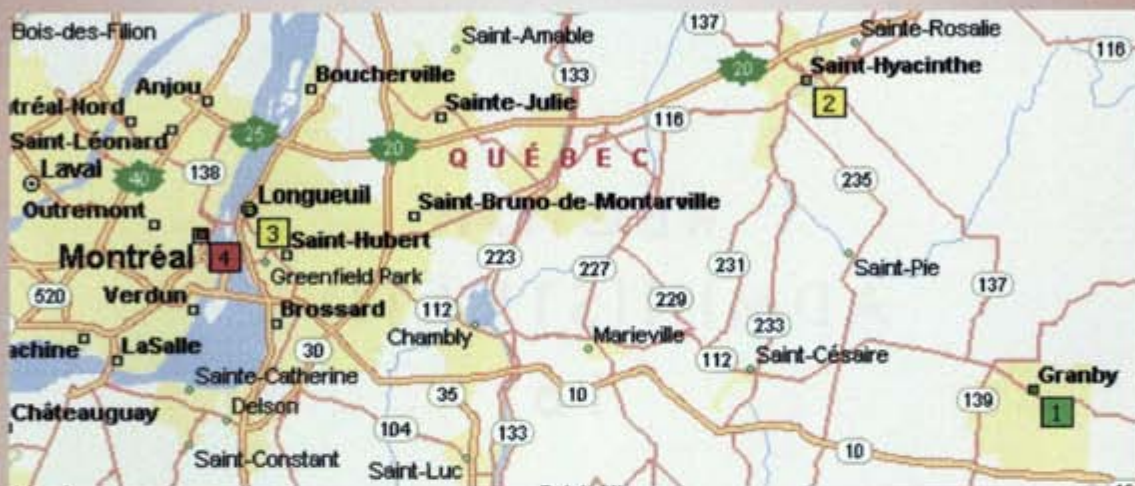 Bois-des-Filion
Saint-Amable
137
Sainte-Rosalie
116
Anjou
Boucherville
133
20
Saint-Hyacinthe
tréal-Nord
Sainte-Julie
2
Saint-Léonard
25
20
116
QUÉBEC
Laval
40
138
Longueuil
235
Outremont
Saint-Bruno-de-Montarville
3
Montréal
4
Saint-Hubert
Greenfield Park
223
227
231
Saint-Pie
137
520
Verdun
Brossard
112
229
233
Chambly
Marieville
achine
LaSalle
30
112
Saint-Césaire
Sainte-Catherine
Granby
35
10
139
1
Châteauguay
Delson
104
133
10
Saint-Constant
Saint-Luc